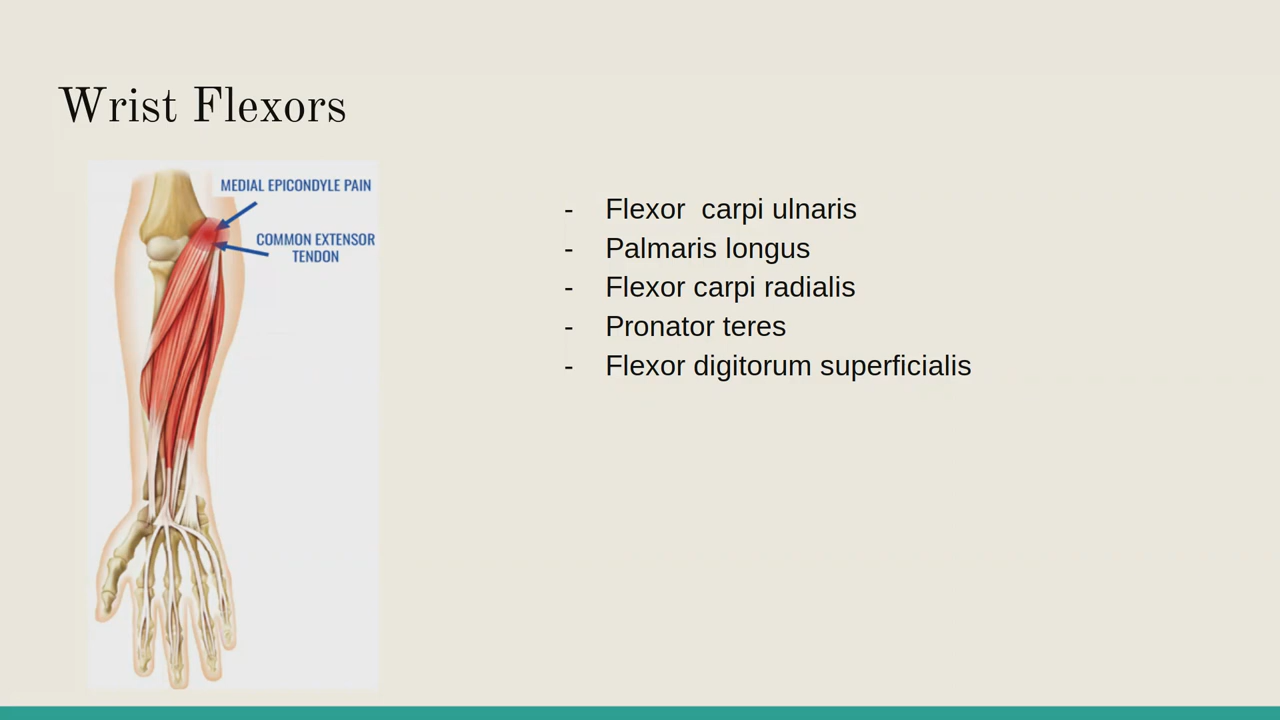 Wrist Flexors
MEDIAL EPICONDYLE PAIN
COMMON EXTENSOR
TENDON
- Flexor  carpi ulnaris
- Palmaris longus
- Flexor carpi radialis
- Pronator teres
- Flexor digitorum superficialis